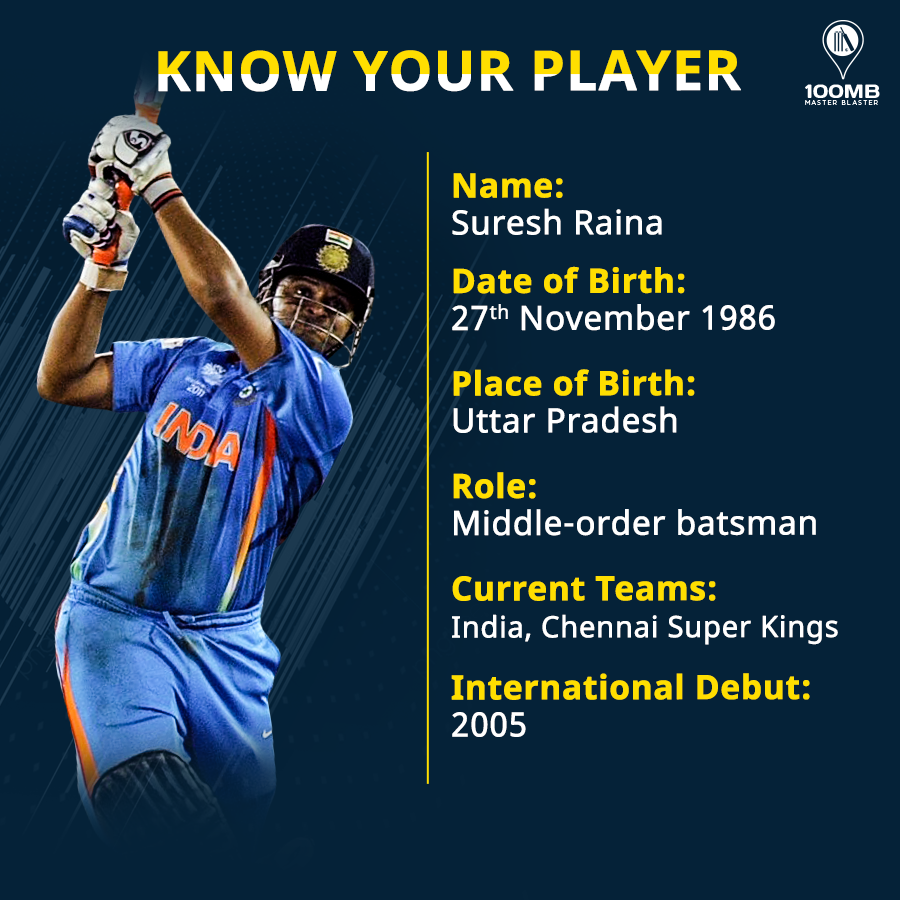 KNOW YOUR PLAYER
100MB
MASTER BLASTER
Name:
Suresh Raina
Date of Birth:
27th November 1986
Place of Birth:
Uttar Pradesh
Role:
Middle-order batsman
Current Teams:
India, Chennai Super Kings
International Debut:
2005
2011
INDIA